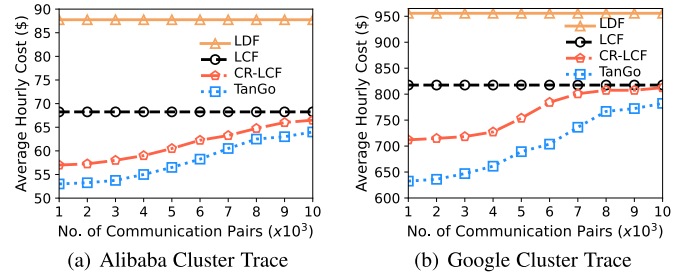 90
85
80
75
70
65
60
55
50
Average Hourly Cost ($)
LDF
LCF
CR-LCF
TanGo
1 2 3 4 5 6 7 8 9 10
No. of Communication Pairs (x10³)
(a) Alibaba Cluster Trace
950
900
850
800
750
700
650
600
Average Hourly Cost ($)
LDF
LCF
CR-LCF
TanGo
1 2 3 4 5 6 7 8 9 10
No. of Communication Pairs (x10³)
(b) Google Cluster Trace